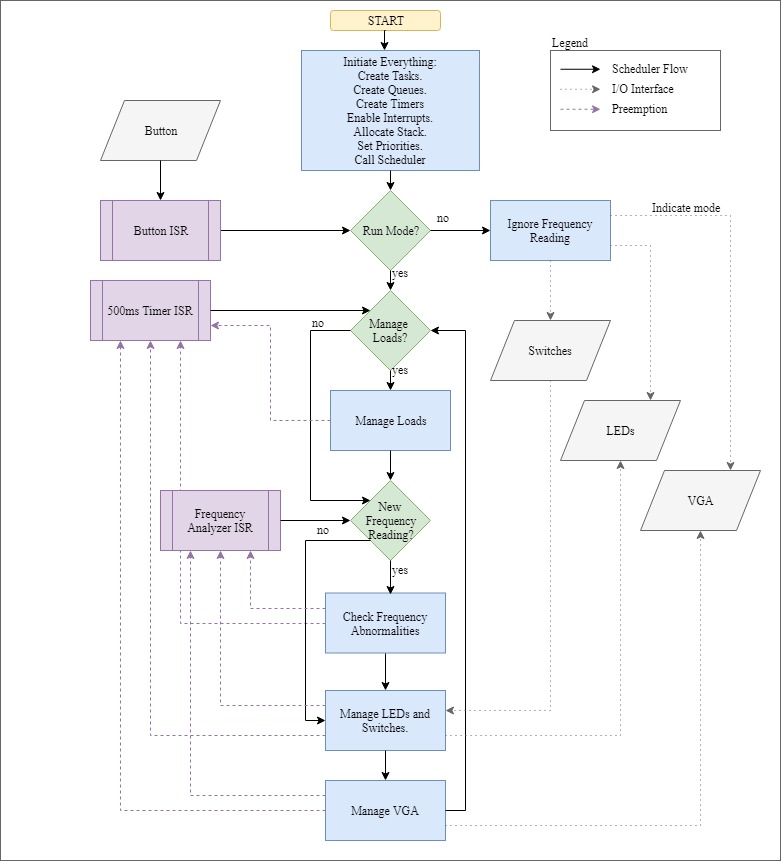 START
Legend
Initiate Everything:
Create Tasks.
Create Queues.
Create Timers
Enable Interrupts.
Allocate Stack.
Set Priorities.
Call Scheduler
Scheduler Flow
I/O Interface
Preemption
Button
Button ISR
Run Mode?
no
Ignore Frequency
Reading
Indicate mode
yes
500ms Timer ISR
no
Manage
Loads?
Switches
yes
Manage Loads
LEDs
Frequency
Analyzer ISR
New
Frequency
Reading?
no
VGA
yes
Check Frequency
Abnormalities
Manage LEDs and
Switches.
Manage VGA